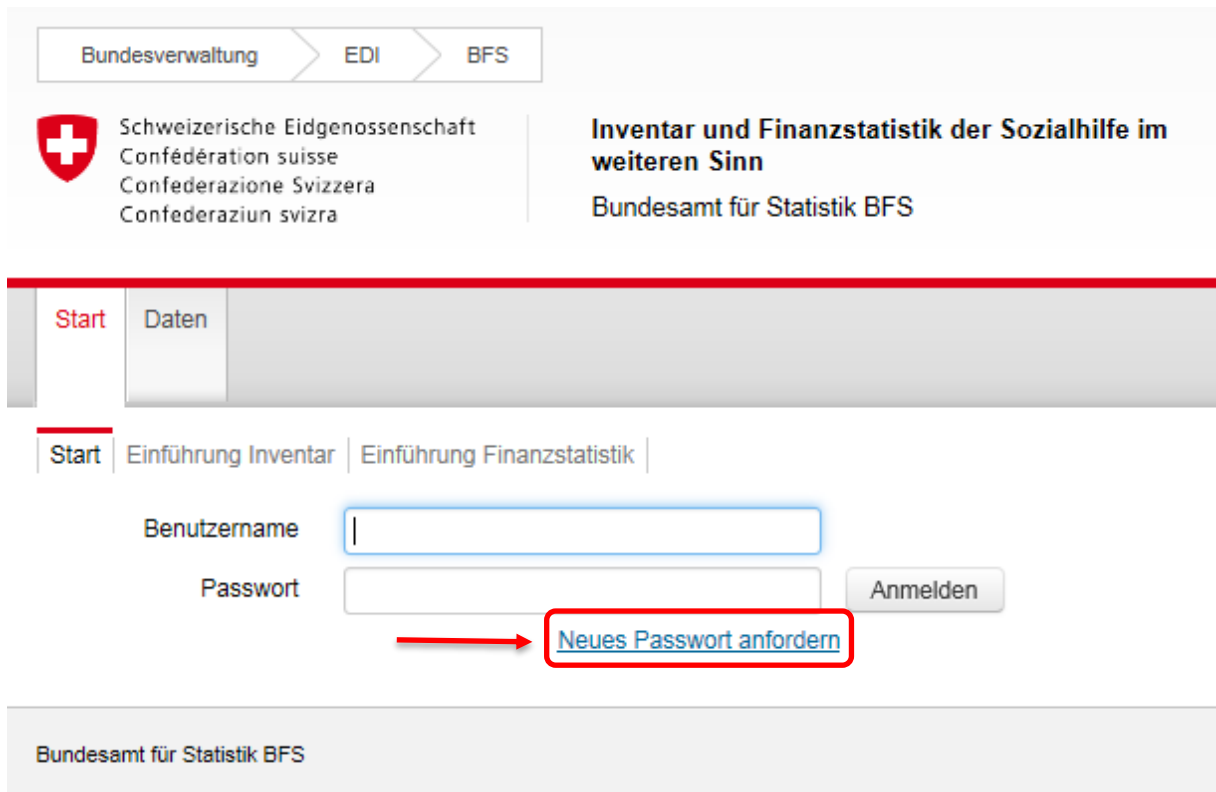 Bundesverwaltung EDI BFS
Schweizerische Eidgenossenschaft
Confédération suisse
Confederazione Svizzera
Confederaziun svizra
Inventar und Finanzstatistik der Sozialhilfe im
weiteren Sinn
Bundesamt für Statistik BFS
Start Daten
Start Einführung Inventar Einführung Finanzstatistik
Benutzername
Passwort Anmelden
Neues Passwort anfordern
Bundesamt für Statistik BFS